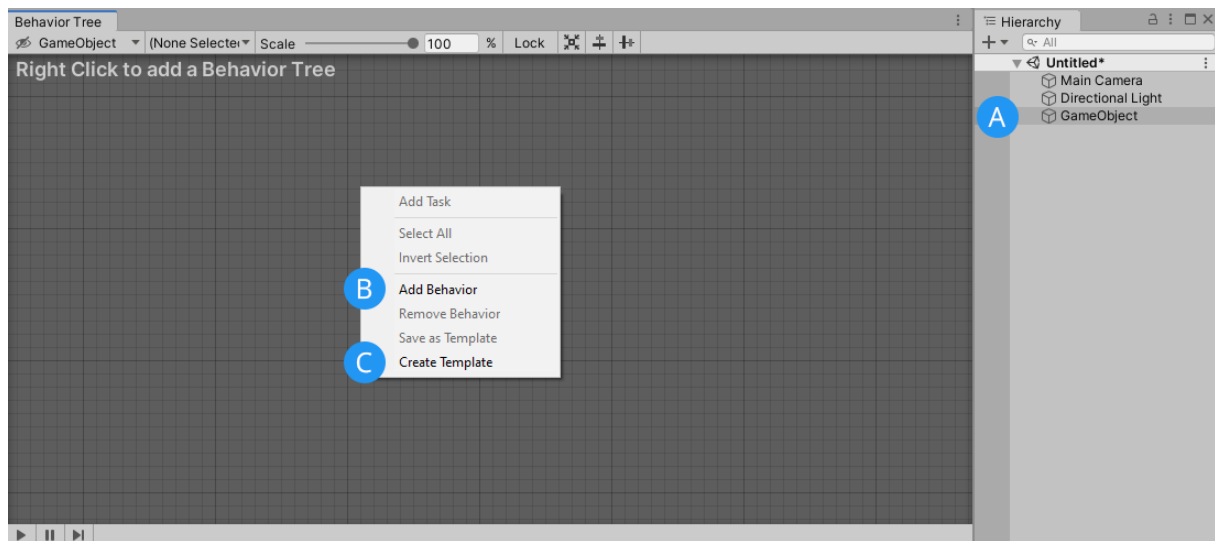 Behavior Tree
GameObject (None Selected Scale 100 % Lock
Right Click to add a Behavior Tree
Add Task
Select All
Invert Selection
B Add Behavior
Remove Behavior
Save as Template
C Create Template
Hierarchy
All
Untitled*
Main Camera
Directional Light
A GameObject